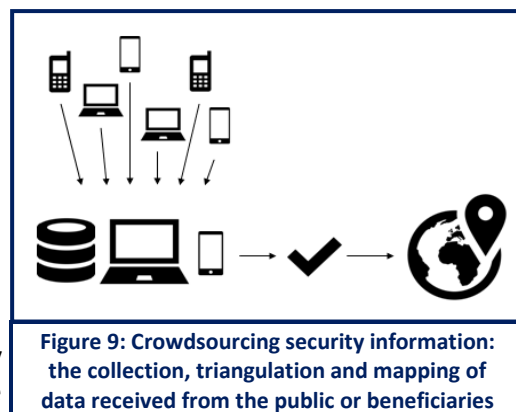 Figure 9: Crowdsourcing security information:
the collection, triangulation and mapping of
data received from the public or beneficiaries